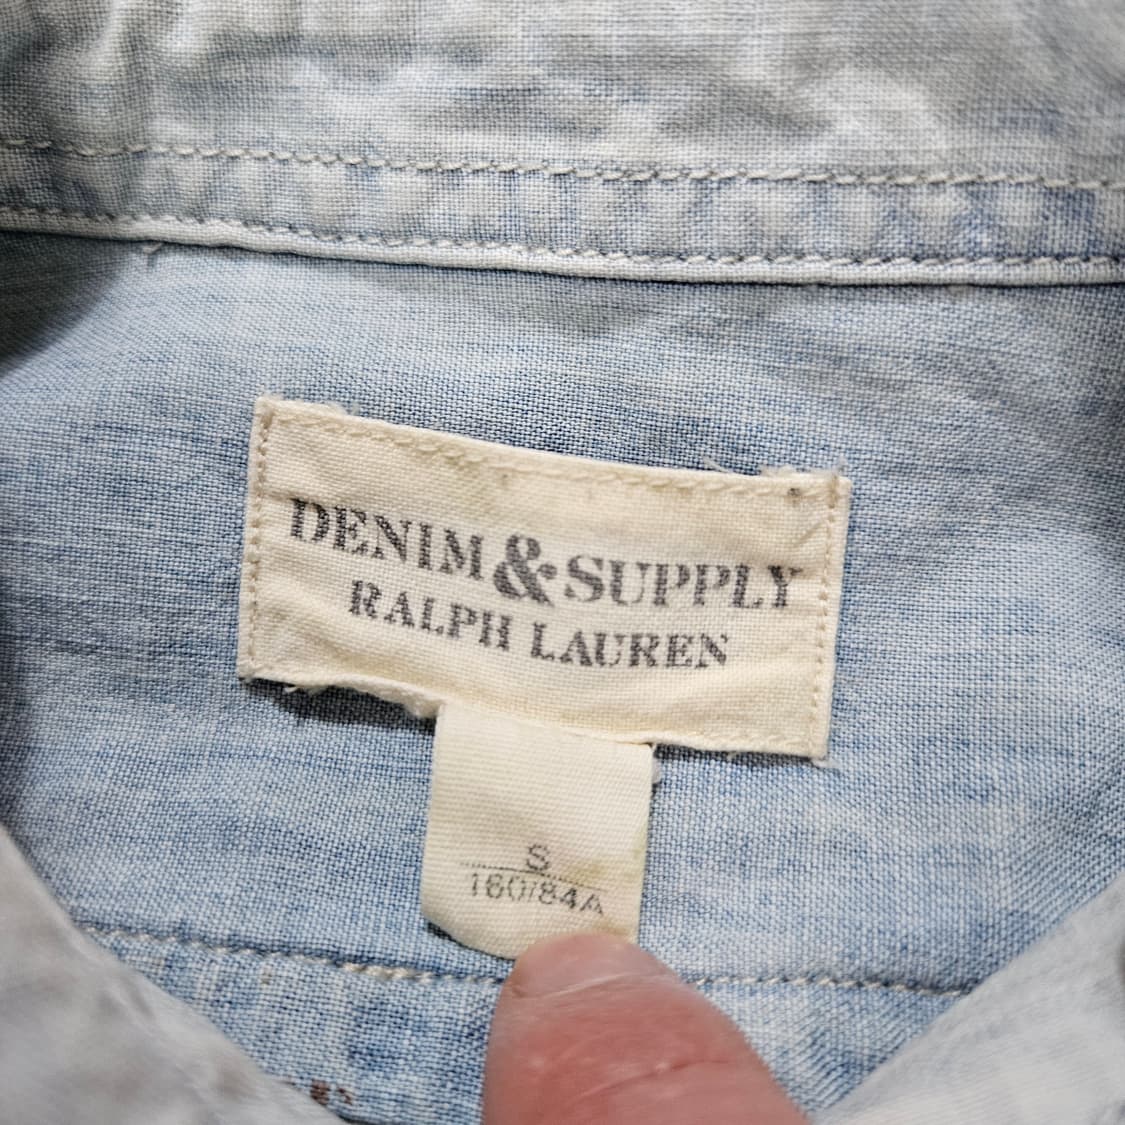 DENIM & SUPPLY
RALPH LAUREN
S
160/84A